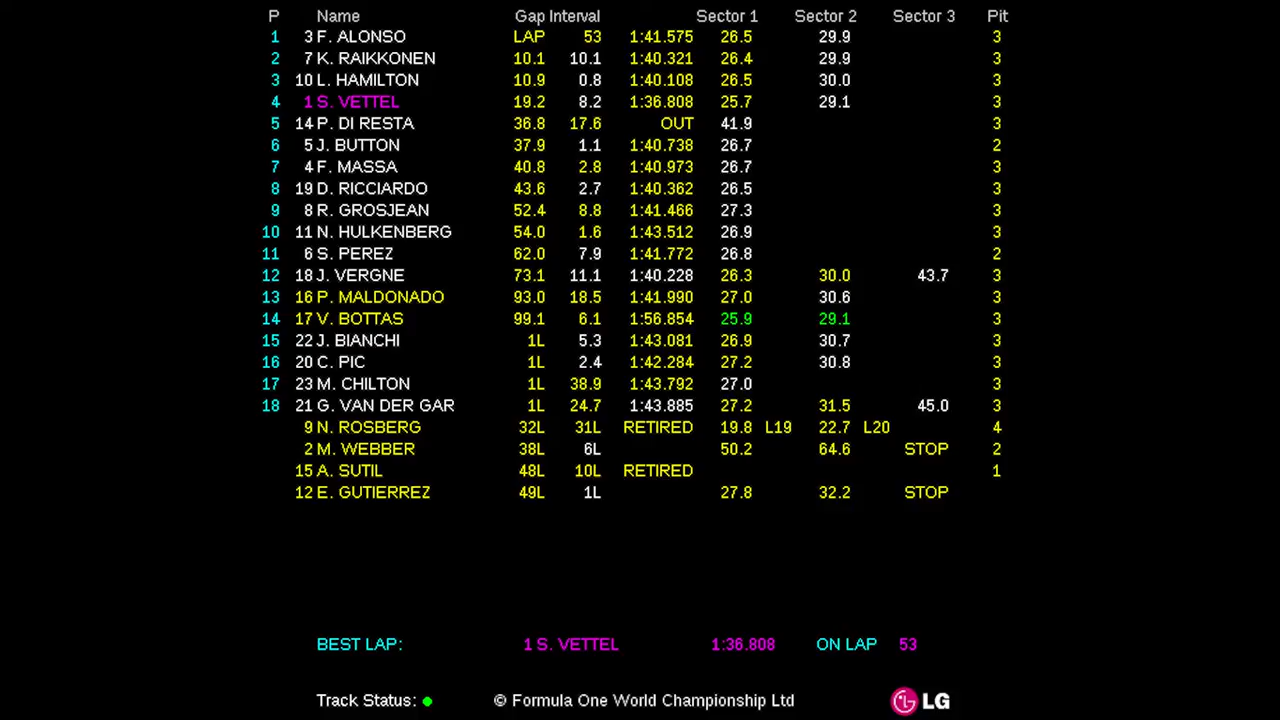 P Name Gap Interval Sector 1 Sector 2 Sector 3 Pit
1 3 F. ALONSO LAP 53 1:41.575 26.5 29.9 3
2 7 K. RAIKKONEN 10.1 10.1 1:40.321 26.4 29.9 3
3 10 L. HAMILTON 10.9 0.8 1:40.108 26.5 30.0 3
4 1 S. VETTEL 19.2 8.2 1:36.808 25.7 29.1 3
5 14 P. DI RESTA 36.8 17.6 OUT 41.9 3
6 5 J. BUTTON 37.9 1.1 1:40.738 26.7 2
7 4 F. MASSA 40.8 2.8 1:40.973 26.7 3
8 19 D. RICCIARDO 43.6 2.7 1:40.362 26.5 3
9 8 R. GROSJEAN 52.4 8.8 1:41.466 27.3 3
10 11 N. HULKENBERG 54.0 1.6 1:43.512 26.9 3
11 6 S. PEREZ 62.0 7.9 1:41.772 26.8 2
12 18 J. VERGNE 73.1 11.1 1:40.228 26.3 30.0 43.7 3
13 16 P. MALDONADO 93.0 18.5 1:41.990 27.0 30.6 3
14 17 V. BOTTAS 99.1 6.1 1:56.854 25.9 29.1 3
15 22 J. BIANCHI 1L 5.3 1:43.081 26.9 30.7 3
16 20 C. PIC 1L 2.4 1:42.284 27.2 30.8 3
17 23 M. CHILTON 1L 38.9 1:43.792 27.0 3
18 21 G. VAN DER GAR 1L 24.7 1:43.885 27.2 31.5 45.0 3
9 N. ROSBERG 32L 31L RETIRED 19.8 L19 22.7 L20 4
2 M. WEBBER 38L 6L 50.2 64.6 STOP 2
15 A. SUTIL 48L 10L RETIRED 1
12 E. GUTIERREZ 49L 1L 27.8 32.2 STOP
BEST LAP: 1 S. VETTEL 1:36.808 ON LAP 53
Track Status: © Formula One World Championship Ltd LG